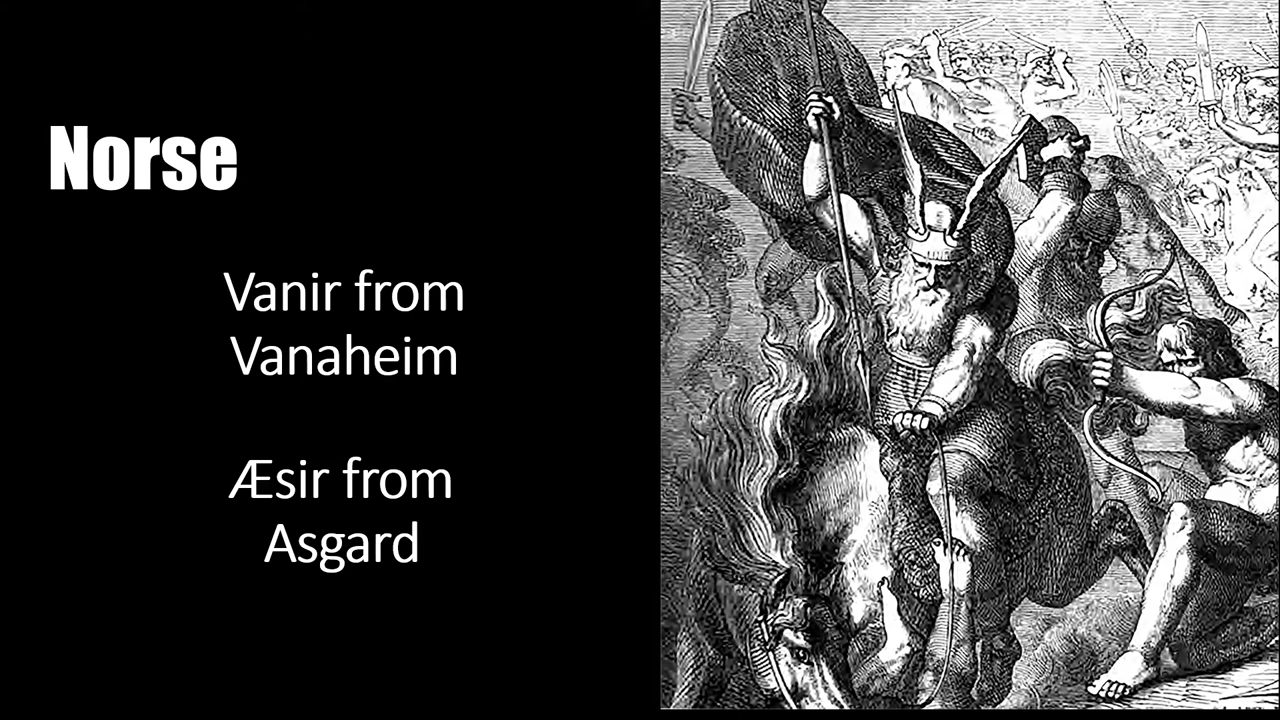 Norse
Vanir from
Vanaheim
Æsir from
Asgard